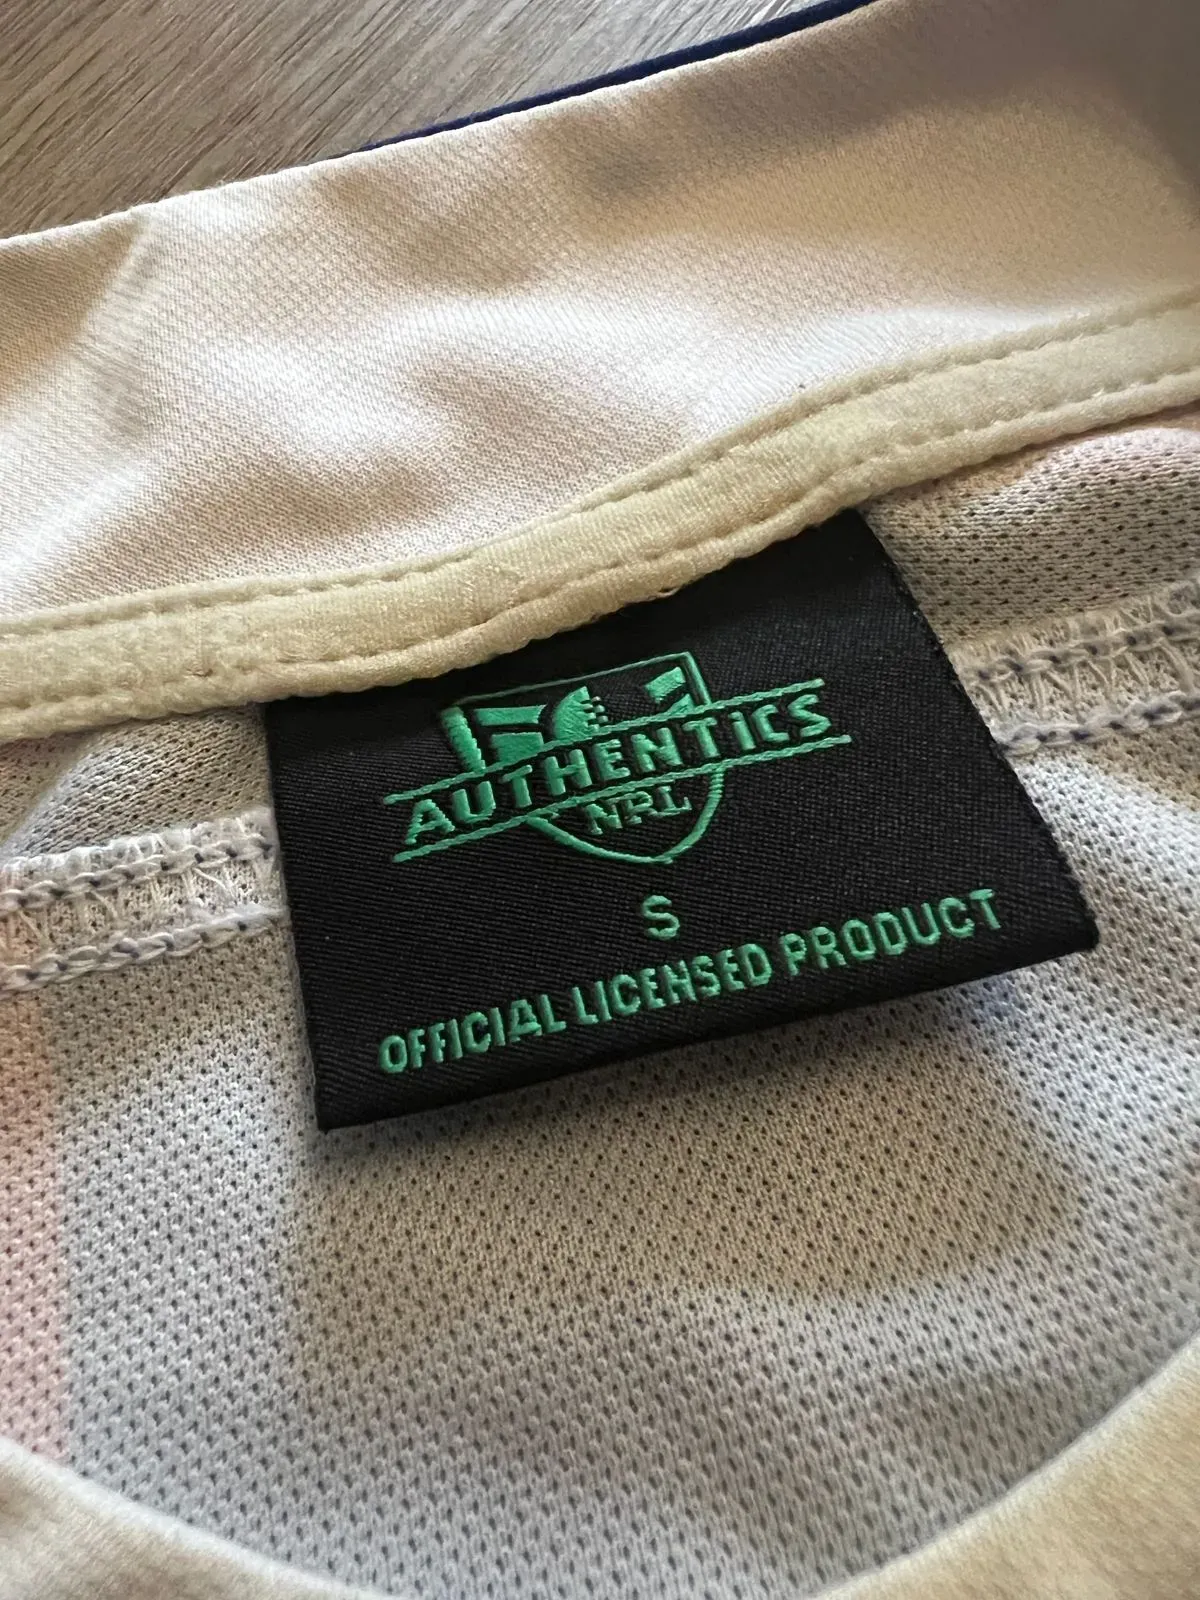 AUTHENTICS
NRL
S
OFFICIAL LICENSED PRODUCT